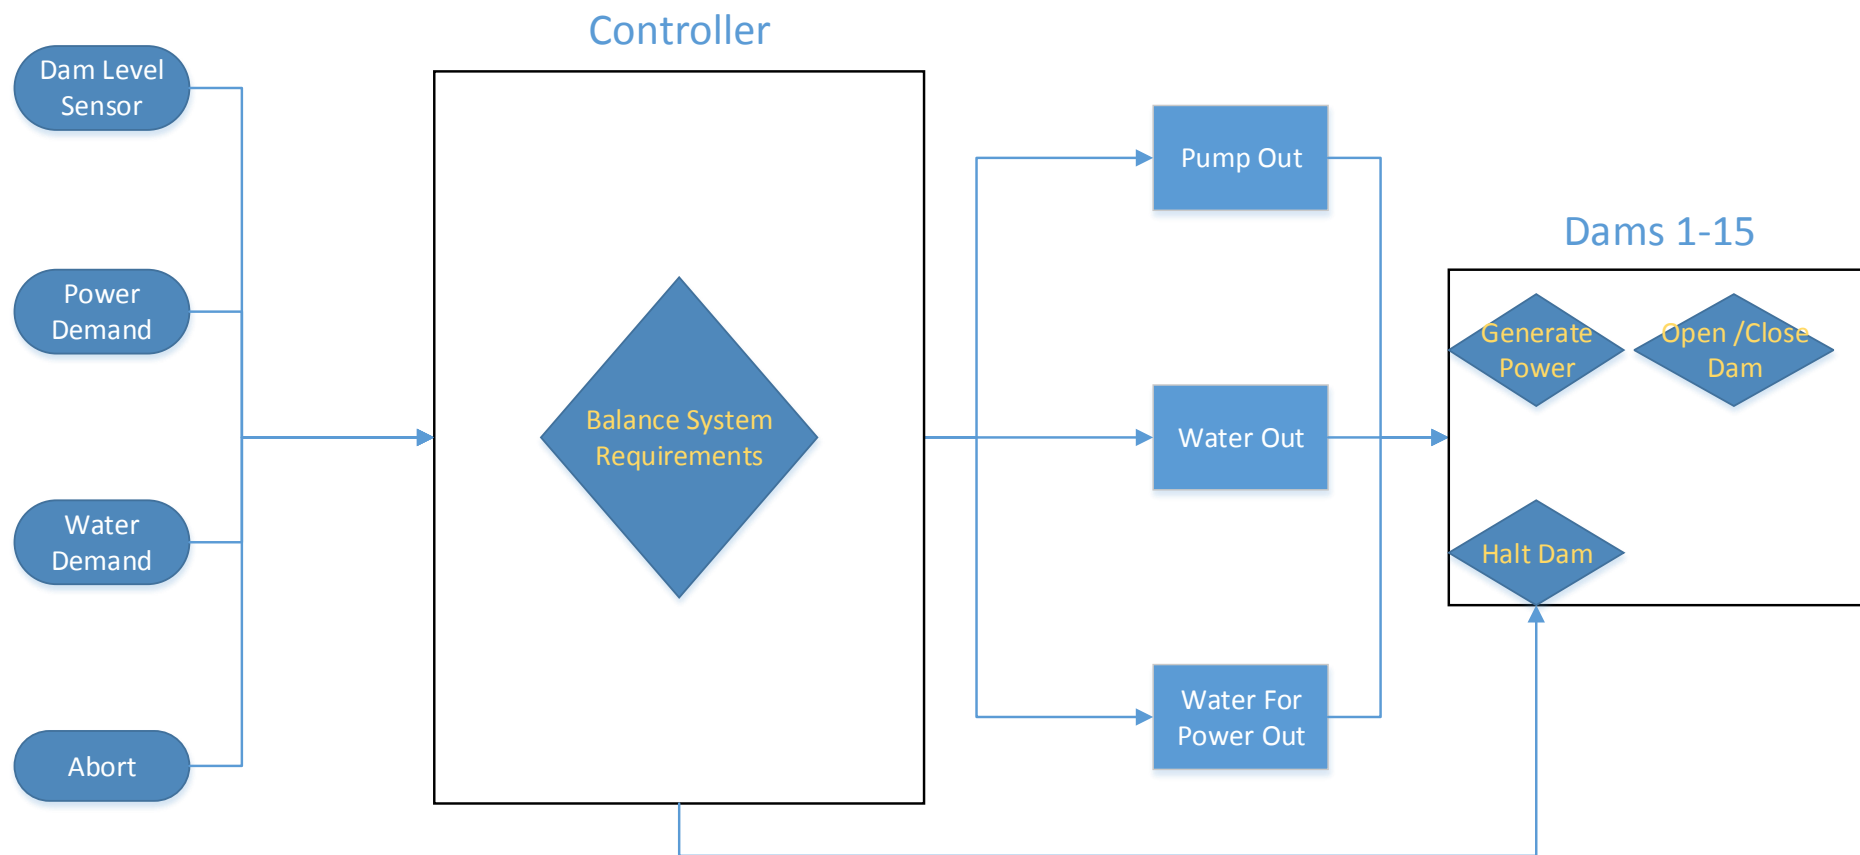 Controller
Dam Level
Sensor
Power
Demand
Water
Demand
Abort
Balance System
Requirements
Pump Out
Water Out
Water For
Power Out
Dams 1-15
Generate
Power
Open /Close
Dam
Halt Dam